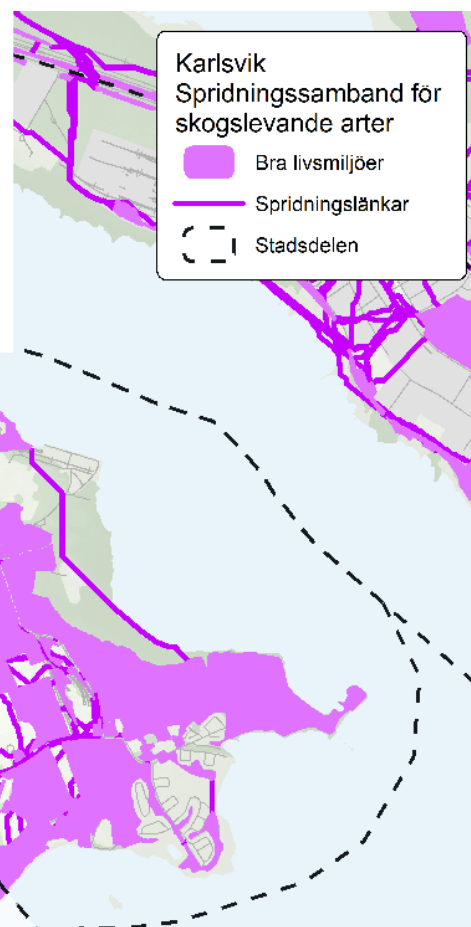 Karlsvik
Spridningssamband för
skogslevande arter
Bra livsmiljöer
Spridningslänkar
Stadsdelen